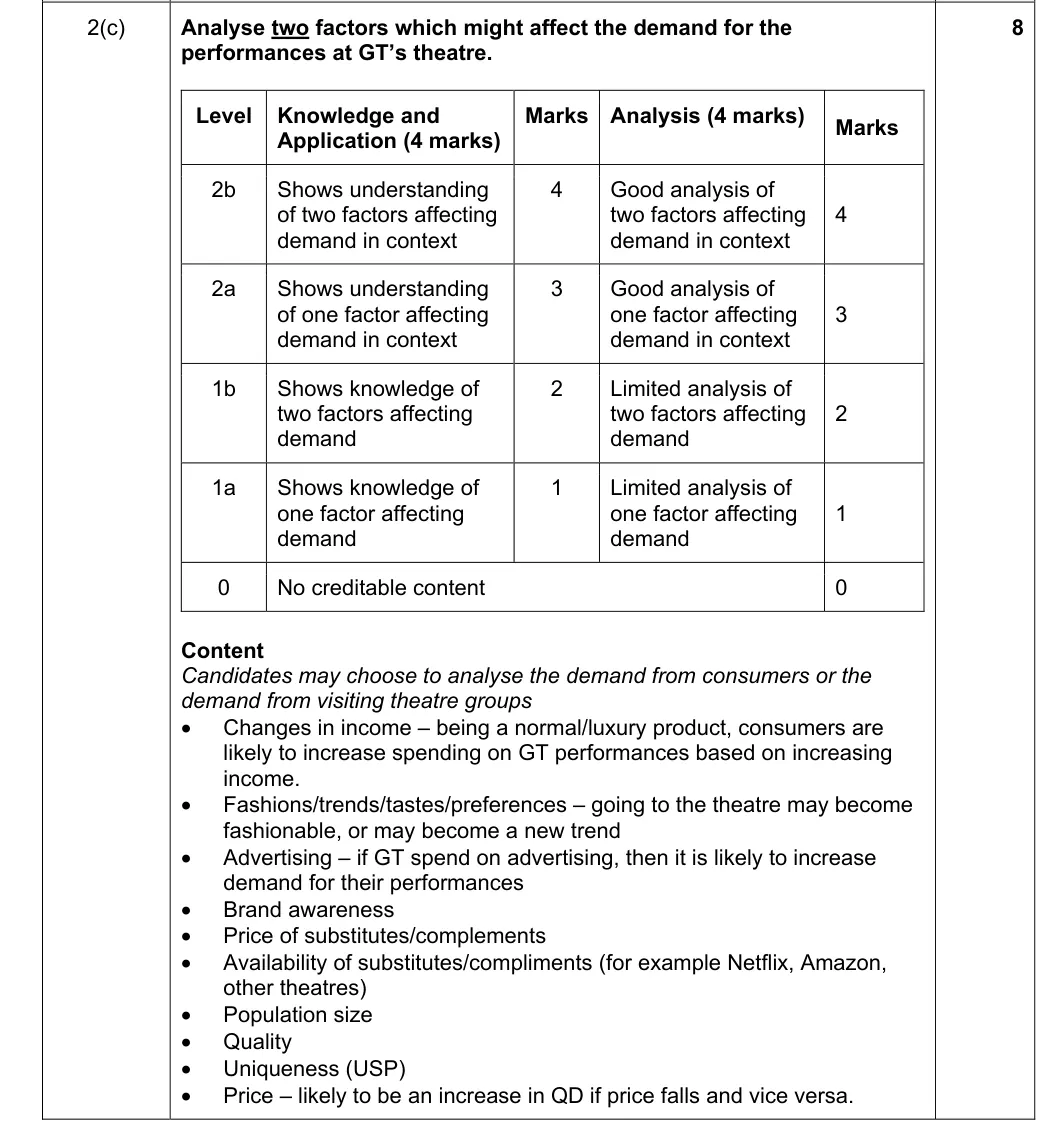 2(c)
Analyse two factors which might affect the demand for the
performances at GT's theatre.
8
Level
Knowledge and
Application (4 marks)
Marks
Analysis (4 marks)
Marks
2b
Shows understanding
of two factors affecting
demand in context
4
Good analysis of
two factors affecting
demand in context
4
2a
Shows understanding
of one factor affecting
demand in context
3
Good analysis of
one factor affecting
demand in context
3
1b
Shows knowledge of
two factors affecting
demand
2
Limited analysis of
two factors affecting
demand
2
1a
Shows knowledge of
one factor affecting
demand
1
Limited analysis of
one factor affecting
demand
1
0
No creditable content
0
Content
Candidates may choose to analyse the demand from consumers or the
demand from visiting theatre groups
• Changes in income – being a normal/luxury product, consumers are
likely to increase spending on GT performances based on increasing
income.
• Fashions/trends/tastes/preferences – going to the theatre may become
fashionable, or may become a new trend
• Advertising – if GT spend on advertising, then it is likely to increase
demand for their performances
• Brand awareness
• Price of substitutes/complements
• Availability of substitutes/compliments (for example Netflix, Amazon,
other theatres)
• Population size
• Quality
• Uniqueness (USP)
• Price – likely to be an increase in QD if price falls and vice versa.